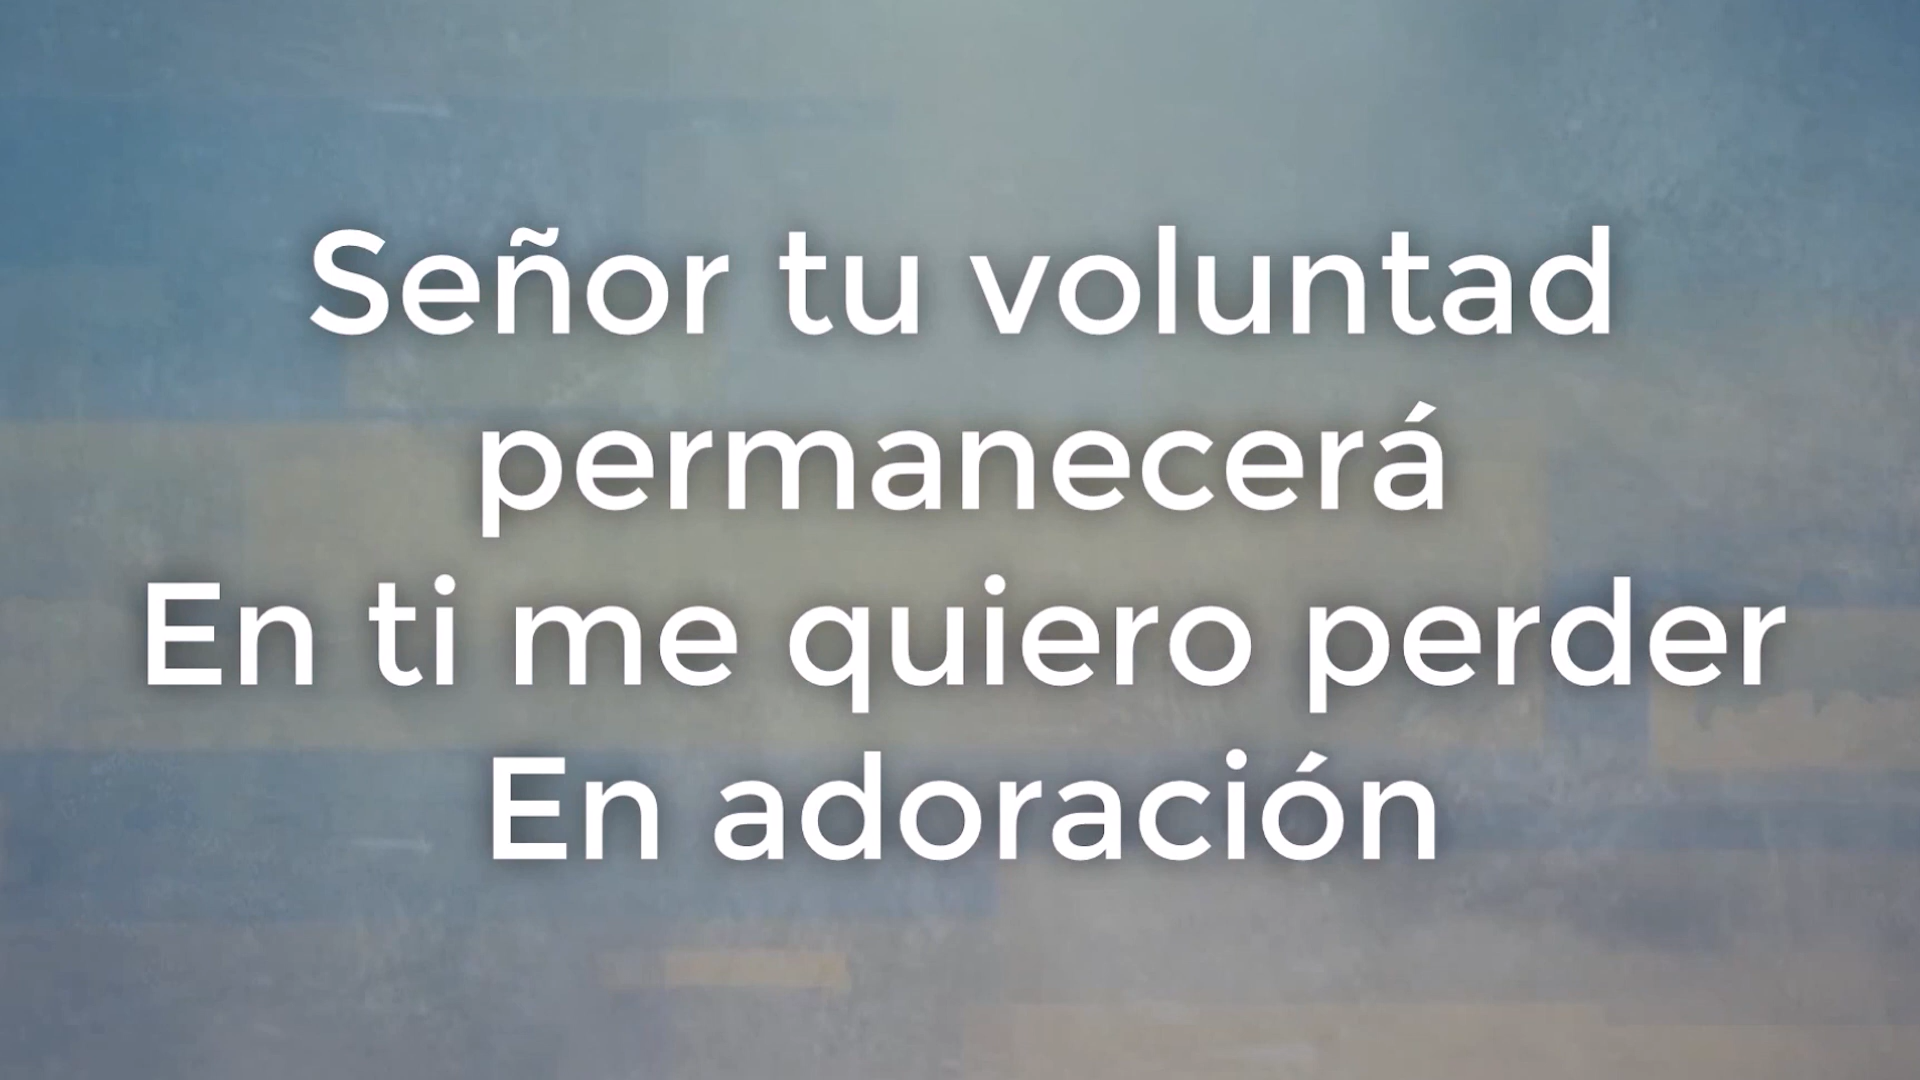 Señor tu voluntad
permanecerá
En ti me quiero perder
En adoración